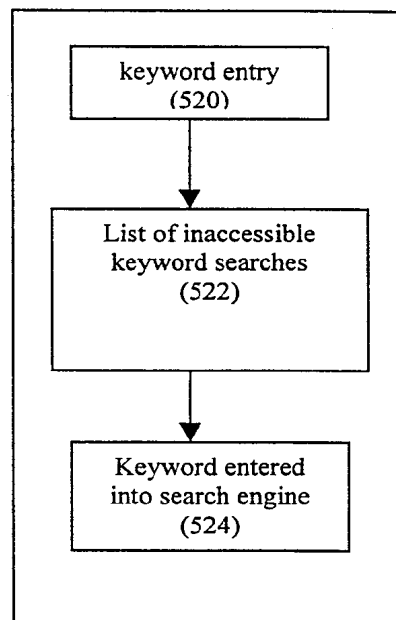 keyword entry
(520)
List of inaccessible
keyword searches
(522)
Keyword entered
into search engine
(524)